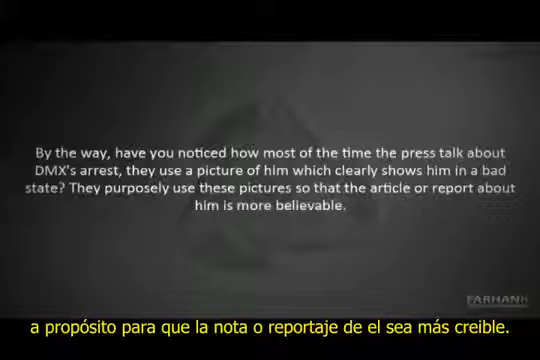 By the way, have you noticed how most of the time the press talk about
DMX's arrest, they use a picture of him which clearly shows him in a bad
state? They purposely use these pictures so that the article or report about
him is more believable.
FARHANK
a propósito para que la nota o reportaje de el sea más creible.